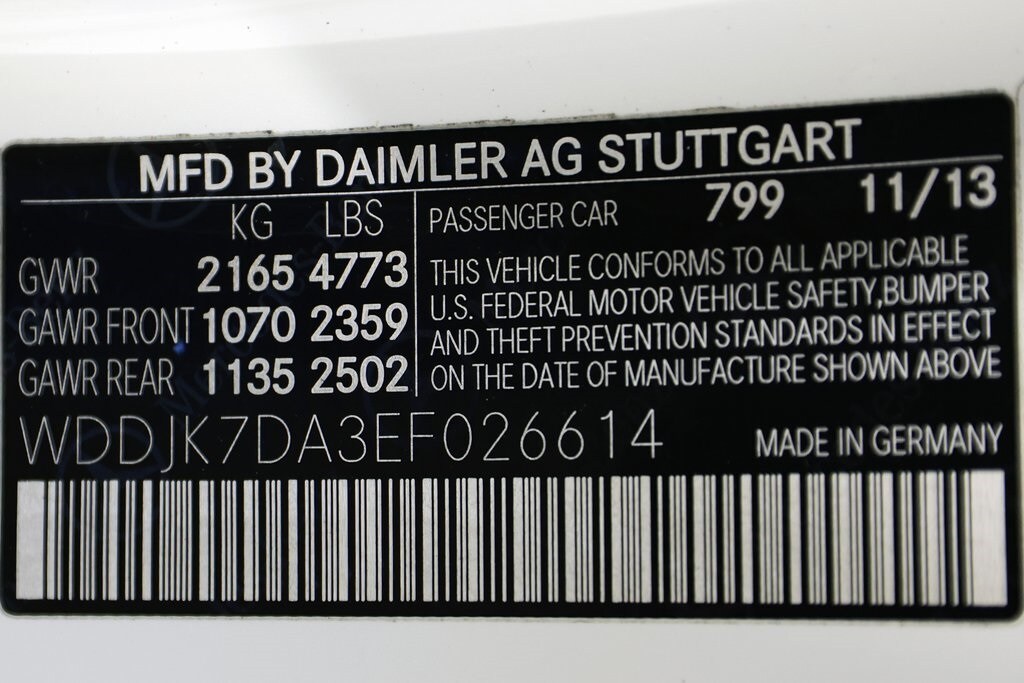 MFD BY DAIMLER AG STUTTGART
KG LBS
GVWR 2165 4773
GAWR FRONT 1070 2359
GAWR REAR 1135 2502
PASSENGER CAR 799 11/13
THIS VEHICLE CONFORMS TO ALL APPLICABLE
U.S. FEDERAL MOTOR VEHICLE SAFETY,BUMPER
AND THEFT PREVENTION STANDARDS IN EFFECT
ON THE DATE OF MANUFACTURE SHOWN ABOVE
WDDJK7DA3EF026614
MADE IN GERMANY